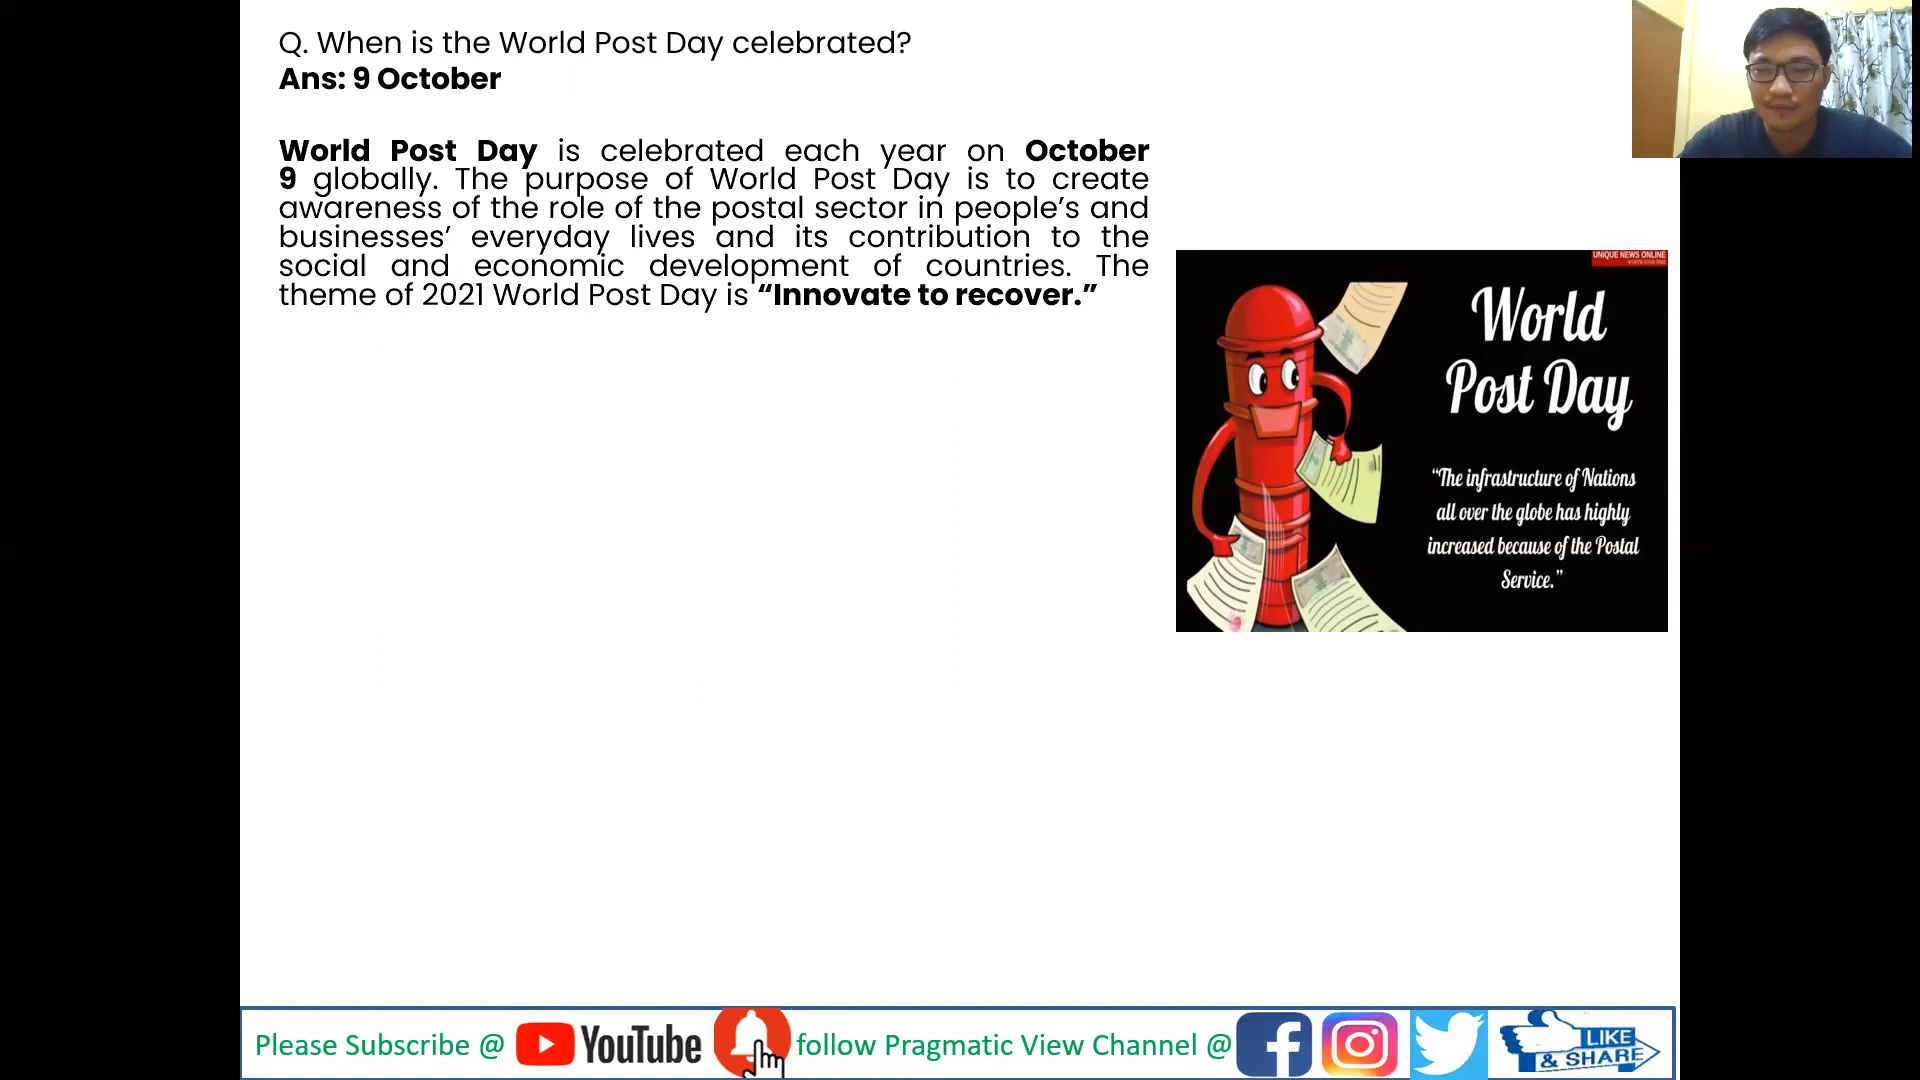 Q. When is the World Post Day celebrated?
Ans: 9 October
World Post Day is celebrated each year on October
9 globally. The purpose of World Post Day is to create
awareness of the role of the postal sector in people’s and
businesses’ everyday lives and its contribution to the
social and economic development of countries. The
theme of 2021 World Post Day is “Innovate to recover.”
UNIQUE NEWS ONLINE
World
Post Day
“The infrastructure of Nations
all over the globe has highly
increased because of the Postal
Service.”
Please Subscribe @ YouTube follow Pragmatic View Channel @
LIKE
& SHARE